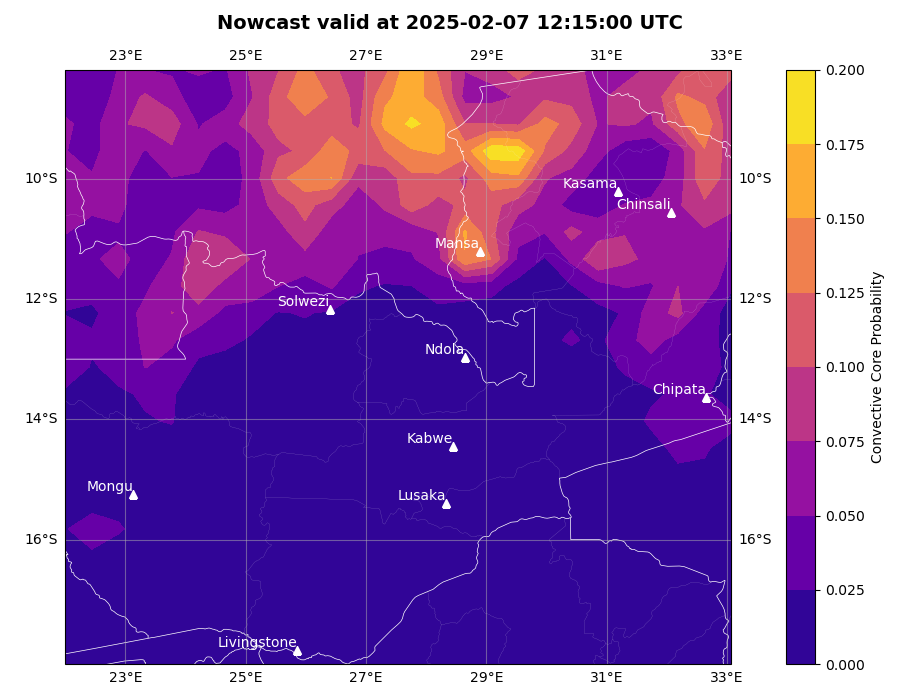 Nowcast valid at 2025-02-07 12:15:00 UTC
23°E 25°E 27°E 29°E 31°E 33°E
0.200
0.175
10°S Kasama 10°S
Chinsali
0.150
Mansa
0.125
12°S Solwezi 12°S
Ndola
0.100
Chipata
14°S 14°S
0.075
Kabwe
Mongu Lusaka
0.050
16°S 16°S
0.025
Livingstone
0.000
23°E 25°E 27°E 29°E 31°E 33°E
Convective Core Probability